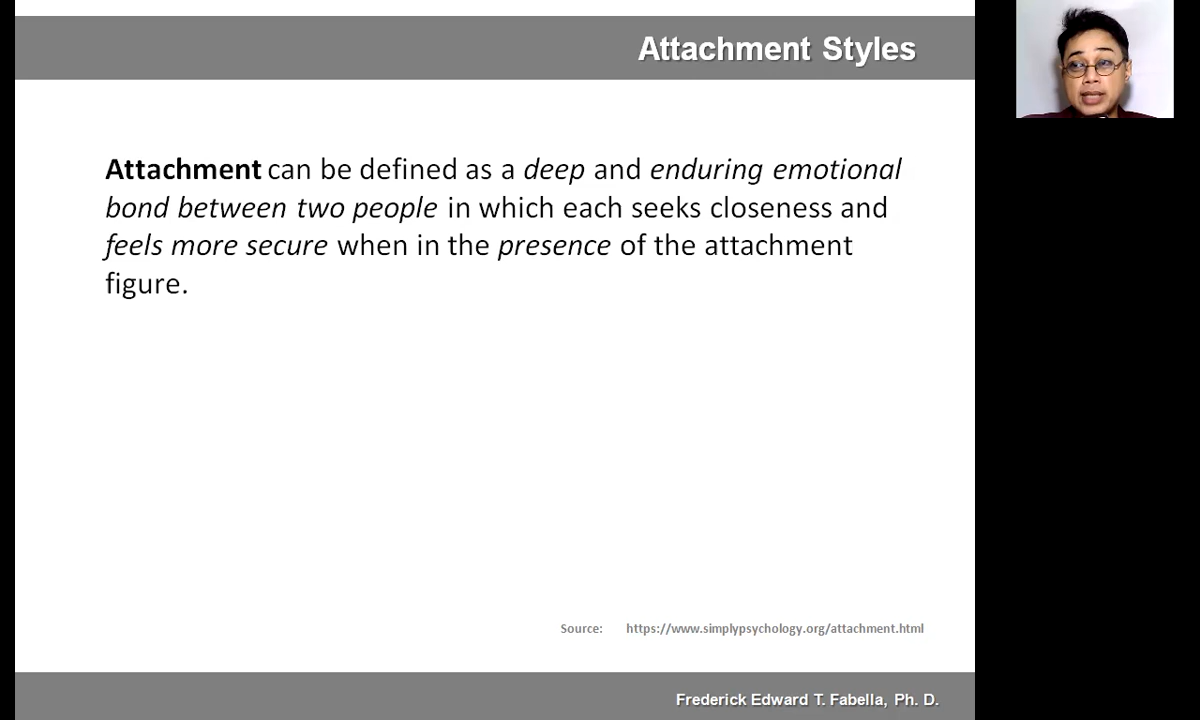 Attachment Styles
Attachment can be defined as a deep and enduring emotional
bond between two people in which each seeks closeness and
feels more secure when in the presence of the attachment
figure.
Source: https://www.simplypsychology.org/attachment.html
Frederick Edward T. Fabella, Ph. D.